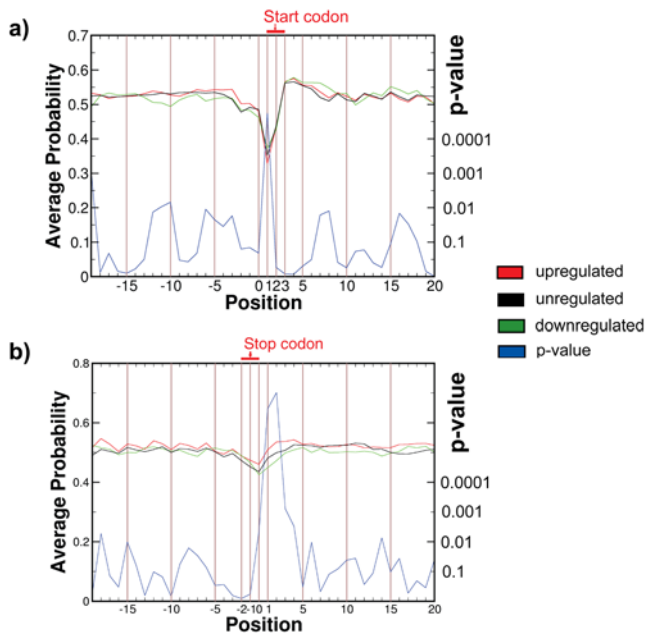 a)
Start codon
Average Probability
0.7
0.6
0.5
0.4
0.3
0.2
0.1
0
p-value
0.0001
0.001
0.01
0.1
-15 -10 -5 0 1 2 3 5 10 15 20
Position
upregulated
unregulated
downregulated
p-value
b)
Stop codon
Average Probability
0.8
0.6
0.4
0.2
0
p-value
0.0001
0.001
0.01
0.1
-15 -10 -5 -2 -1 0 1 5 10 15 20
Position